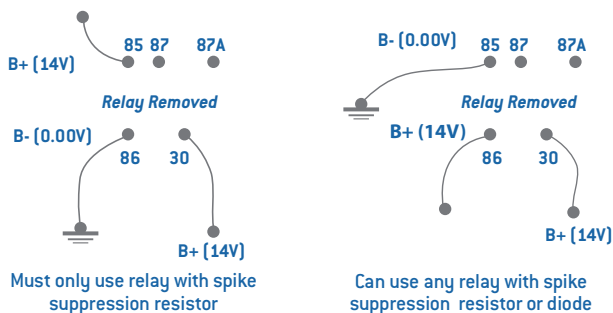 85 87 87A
B+ (14V)
Relay Removed
B- (0.00V)
86 30
B+ (14V)
Must only use relay with spike
suppression resistor
B- (0.00V)
85 87 87A
Relay Removed
B+ (14V)
86 30
B+ (14V)
Can use any relay with spike
suppression resistor or diode